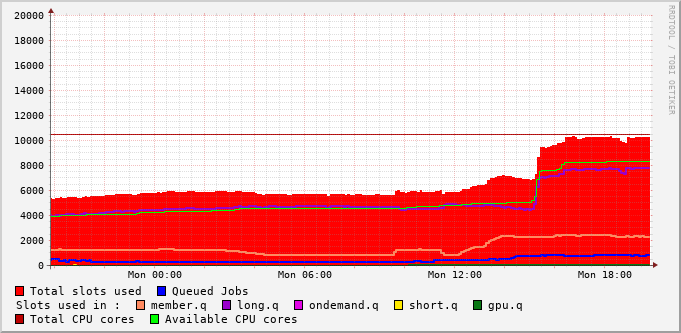 20000
18000
16000
14000
12000
10000
8000
6000
4000
2000
0
Mon 00:00 Mon 06:00 Mon 12:00 Mon 18:00
RRDTOOL / TOBI OETIKER
Total slots used Queued Jobs
Slots used in : member.q long.q ondemand.q short.q gpu.q
Total CPU cores Available CPU cores